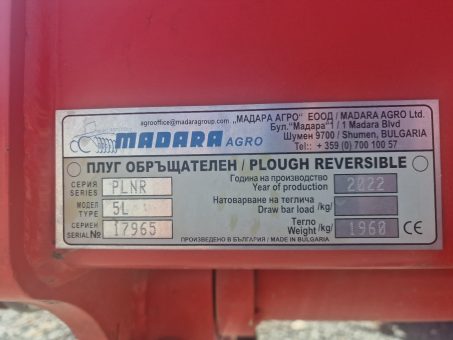 agrooffice@madaragroup.com „МАДАРА АГРО" ЕООД / MADARA AGRO Ltd.
Бул."Мадара"1 / 1 Madara Blvd
Шумен 9700 / Shumen, BULGARIA
Tel:: + 359 (0) 700 100 57
MADARA AGRO
ПЛУГ ОБРЪЩАТЕЛЕН / PLOUGH REVERSIBLE
СЕРИЯ SERIES PLNR
Година на производство Year of production 2022
МОДЕЛ TYPE 5L
Натоварване на теглича Draw bar load /kg/
СЕРИЕН SERIAL № 17965
Тегло Weight /kg/ 1960
CE
ПРОИЗВЕДЕНО В БЪЛГАРИЯ / MADE IN BULGARIA